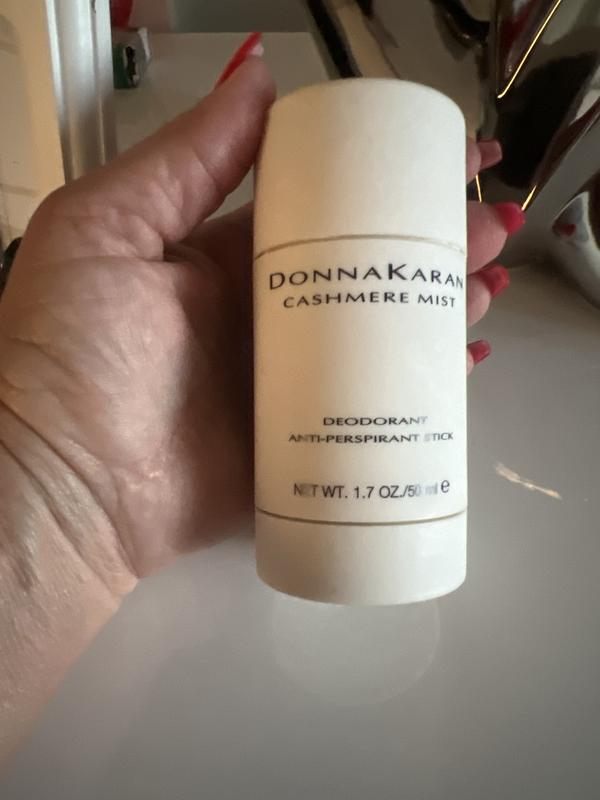 DONNAKARAN
CASHMERE MIST
DEODORANT
ANTI-PERSPIRANT STICK
NET WT. 1.7 OZ./50 ml e